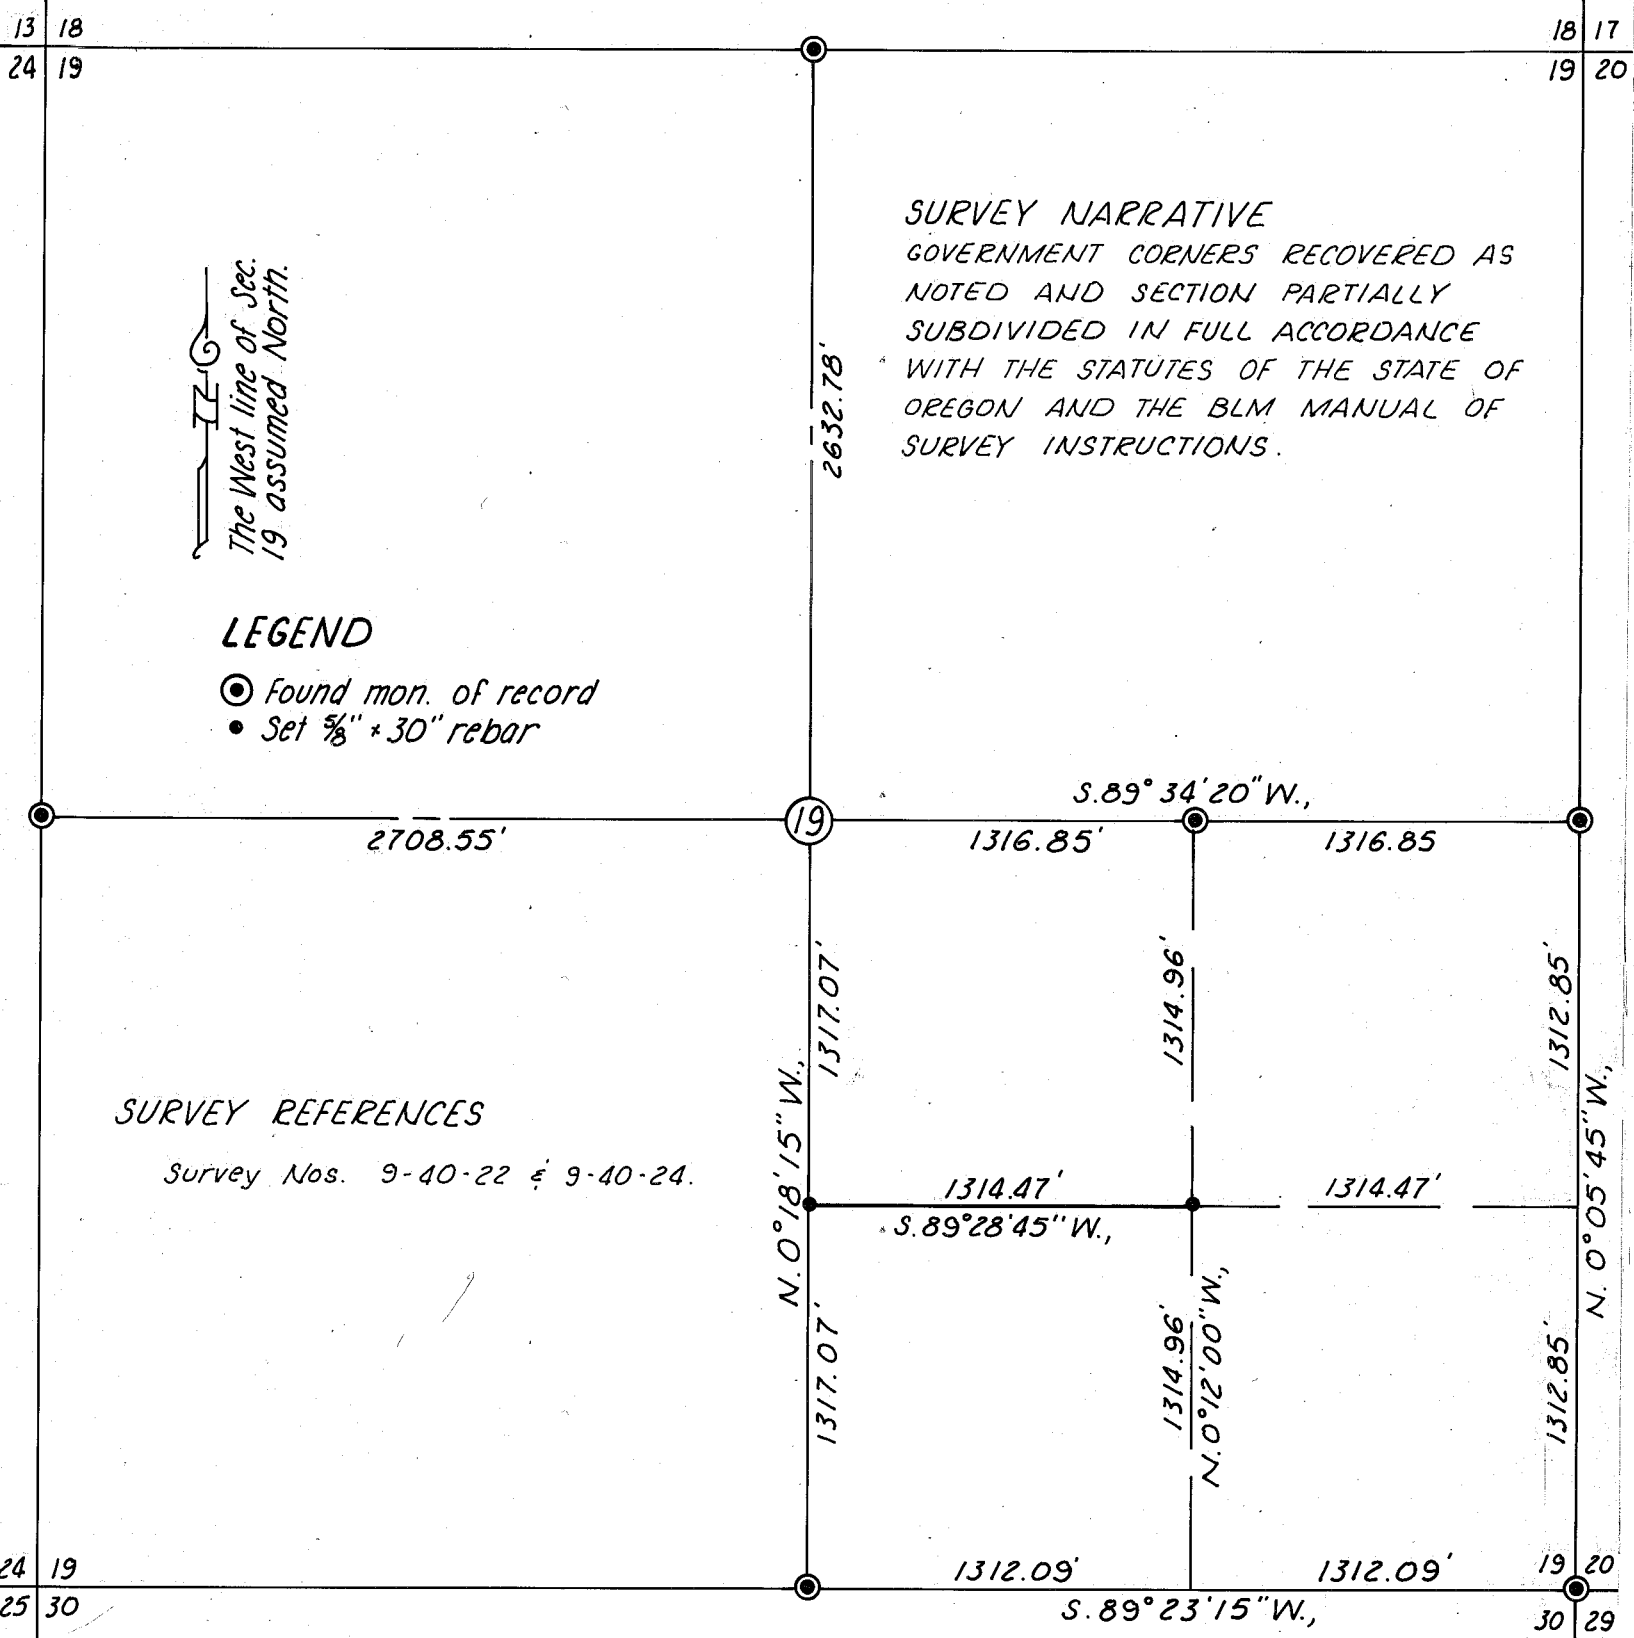 13 18
18 17
24 19
19 20
SURVEY NARRATIVE
GOVERNMENT CORNERS RECOVERED AS
NOTED AND SECTION PARTIALLY
SUBDIVIDED IN FULL ACCORDANCE
WITH THE STATUTES OF THE STATE OF
OREGON AND THE BLM MANUAL OF
SURVEY INSTRUCTIONS.
N
The West line of Sec.
19 assumed North.
2632.78'
LEGEND
Found mon. of record
Set 5/8" x 30" rebar
S.89°34'20"W.,
19
2708.55'
1316.85'
1316.85
1317.07'
1314.96'
1312.85'
N.0°18'15"W.,
N.0°05'45"W.,
SURVEY REFERENCES
Survey Nos. 9-40-22 & 9-40-24.
1314.47'
1314.47'
S.89°28'45"W.,
1317.07'
1314.96'
N.0°12'00"W.,
1312.85'
24 19
1312.09'
1312.09'
19 20
25 30
S.89°23'15"W.,
30 29